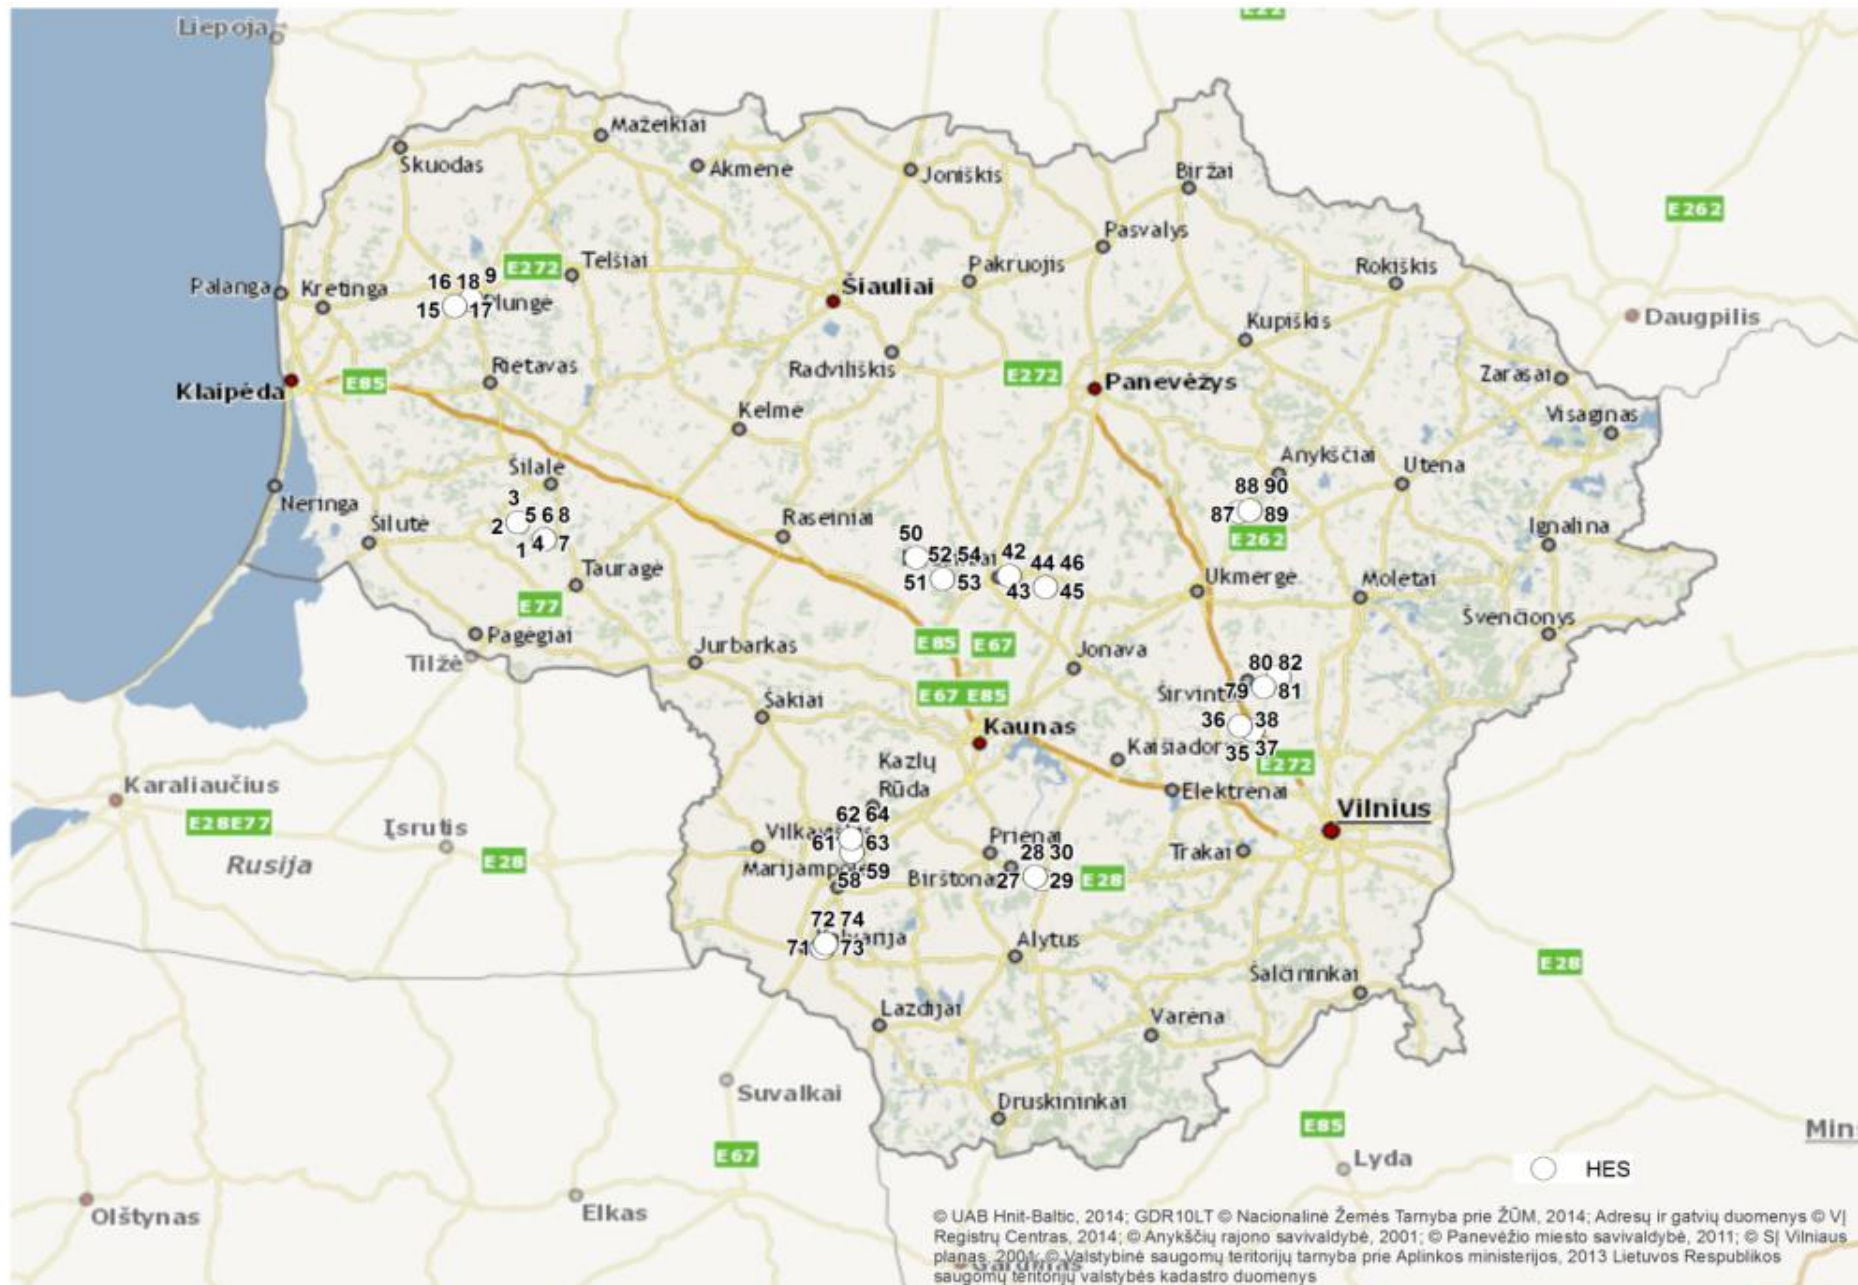 Liepoja
E22
Mažeikiai
Skuodas
Akmenė
Joniškis
Biržai
E262
Pasvalys
16 18 9
E272
Telšiai
Palanga
Kretinga
15
17
Plungė
Šiauliai
Pakruojis
Rokiškis
Daugpilis
Kupiškis
Rietavas
Radviliškis
E272
Klaipėda
E85
Panevėžys
Zarasai
Kelmė
Visaginas
Šilalė
Anykščiai
Utena
3
88 90
Neringa
2
5 6 8
87
89
Šilutė
Raseiniai
50
E262
Ignalina
1 4 7
52 54
42
44 46
Tauragė
51
53
43
45
Ukmergė
Moletai
E77
Pagėgiai
Švenčionys
Tilžė
Jurbarkas
E85
E67
Jonava
80 82
Širvint
79
81
Šakiai
E67 E85
36
38
Kaunas
Kaišiador
35 37
E272
Kazlų
Rūda
Karaliaučius
Elektrėnai
Vilnius
E28E77
Įsrutis
62 64
Vilkaviškis
61
63
Prienai
28 30
Trakai
Rusija
E28
Marijampolė
59
58
Birštona
27
29
E28
72 74
71
73
Kalvarija
Alytus
Šalčininkai
E28
Lazdijai
Varėna
Suvalkai
Druskininkai
E85
Min
E67
Lyda
HES
Olštynas
Elkas
© UAB Hnit-Baltic, 2014; GDR10LT © Nacionalinė Žemės Tarnyba prie ŽŪM, 2014; Adresų ir gatvių duomenys © VĮ
Registrų Centras, 2014; © Anykščių rajono savivaldybė, 2001; © Panevėžio miesto savivaldybė, 2011; © SĮ Vilniaus
planas, 2001; © Valstybinė saugomų teritorijų tarnyba prie Aplinkos ministerijos, 2013 Lietuvos Respublikos
Gardinas
saugomų teritorijų valstybės kadastro duomenys